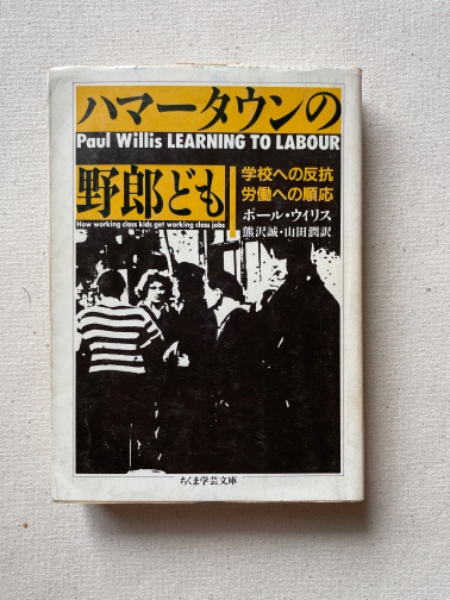 ハマータウンの
Paul Willis LEARNING TO LABOUR
野郎ども
How working class kids get working class jobs
学校への反抗
労働への順応
ポール・ウィリス
熊沢誠・山田潤訳
ちくま学芸文庫